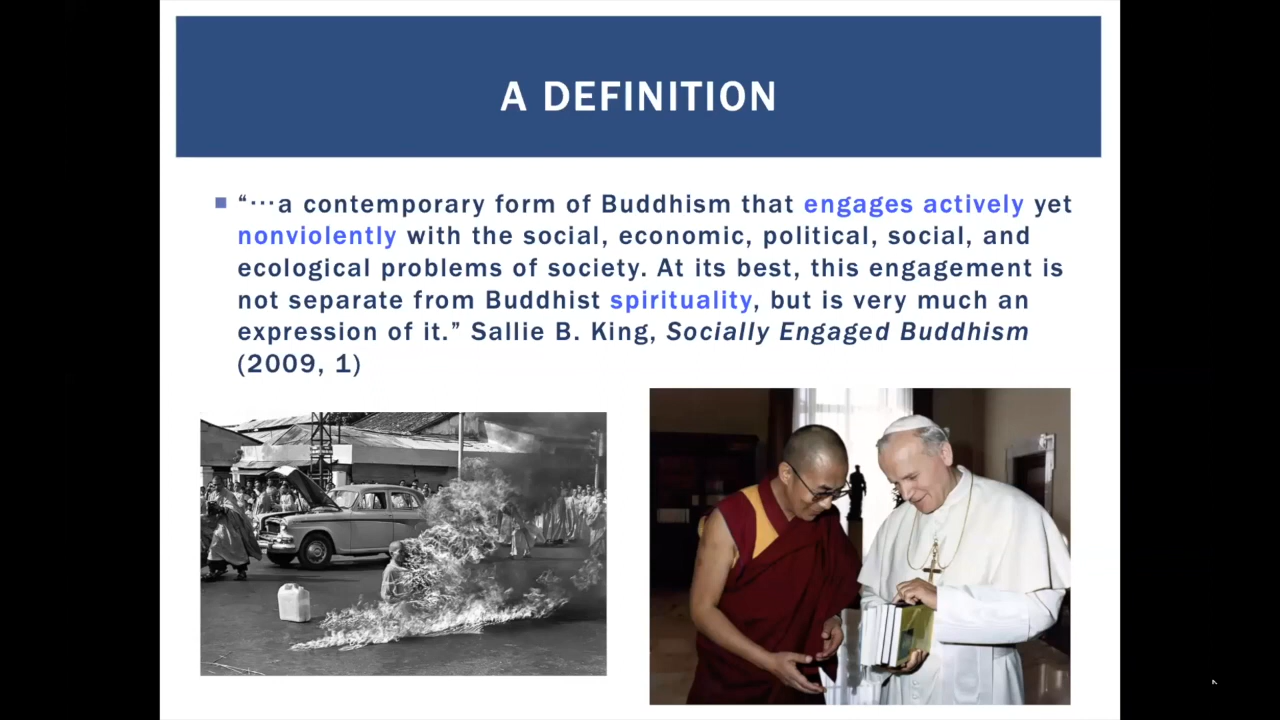 A DEFINITION
“···a contemporary form of Buddhism that engages actively yet
nonviolently with the social, economic, political, social, and
ecological problems of society. At its best, this engagement is
not separate from Buddhist spirituality, but is very much an
expression of it.” Sallie B. King, Socially Engaged Buddhism
(2009, 1)